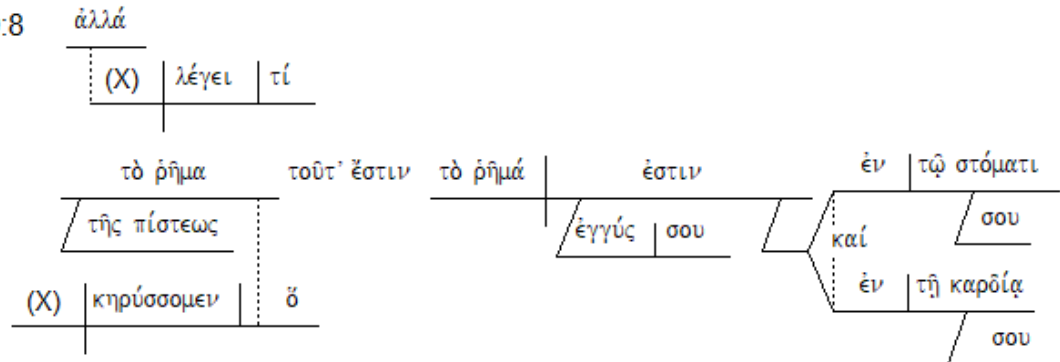 :8 ἀλλά
(X) λέγει τί
τὸ ῥῆμα τοῦτ' ἔστιν τὸ ῥῆμά ἐστιν ἐν τῷ στόματι
τῆς πίστεως ἐγγύς σου καί σου
(X) κηρύσσομεν ὅ ἐν τῇ καρδίᾳ
σου